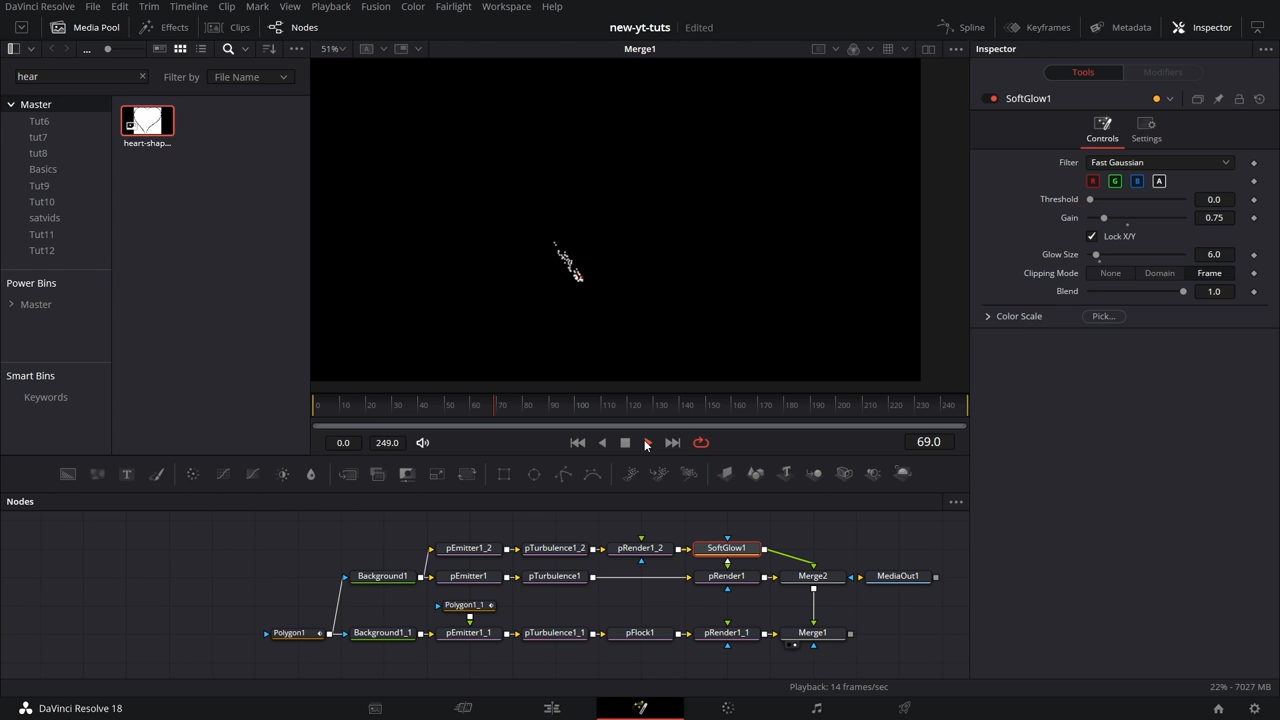 DaVinci Resolve File Edit Trim Timeline Clip Mark View Playback Fusion Color Fairlight Workspace Help
Media Pool Effects Clips Nodes new-yt-tuts Edited Spline Keyframes Metadata Inspector
... 51% Merge1 Inspector
hear Filter by File Name
Tools Modifiers
Master
SoftGlow1
Tut6
tut7
tut8
Basics
Tut9
Tut10
satvids
Tut11
Tut12
heart-shap...
Controls Settings
Filter Fast Gaussian
R G B A
Threshold 0.0
Gain 0.75
Lock X/Y
Glow Size 6.0
Clipping Mode None Domain Frame
Blend 1.0
Color Scale Pick...
Power Bins
Master
Smart Bins
Keywords
0 10 20 30 40 50 60 70 80 90 100 110 120 130 140 150 160 170 180 190 200 210 220 230 240
0.0 249.0 69.0
Nodes
pEmitter1_2 pTurbulence1_2 pRender1_2 SoftGlow1
Background1 pEmitter1 pTurbulence1 pRender1 Merge2 MediaOut1
Polygon1_1
Polygon1 Background1_1 pEmitter1_1 pTurbulence1_1 pFlock1 pRender1_1 Merge1
Playback: 14 frames/sec 22% - 7027 MB
DaVinci Resolve 18